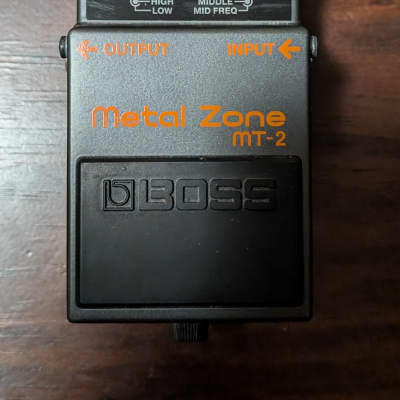 HIGH
LOW
MIDDLE
MID FREQ
OUTPUT
INPUT
Metal Zone
MT-2
BOSS